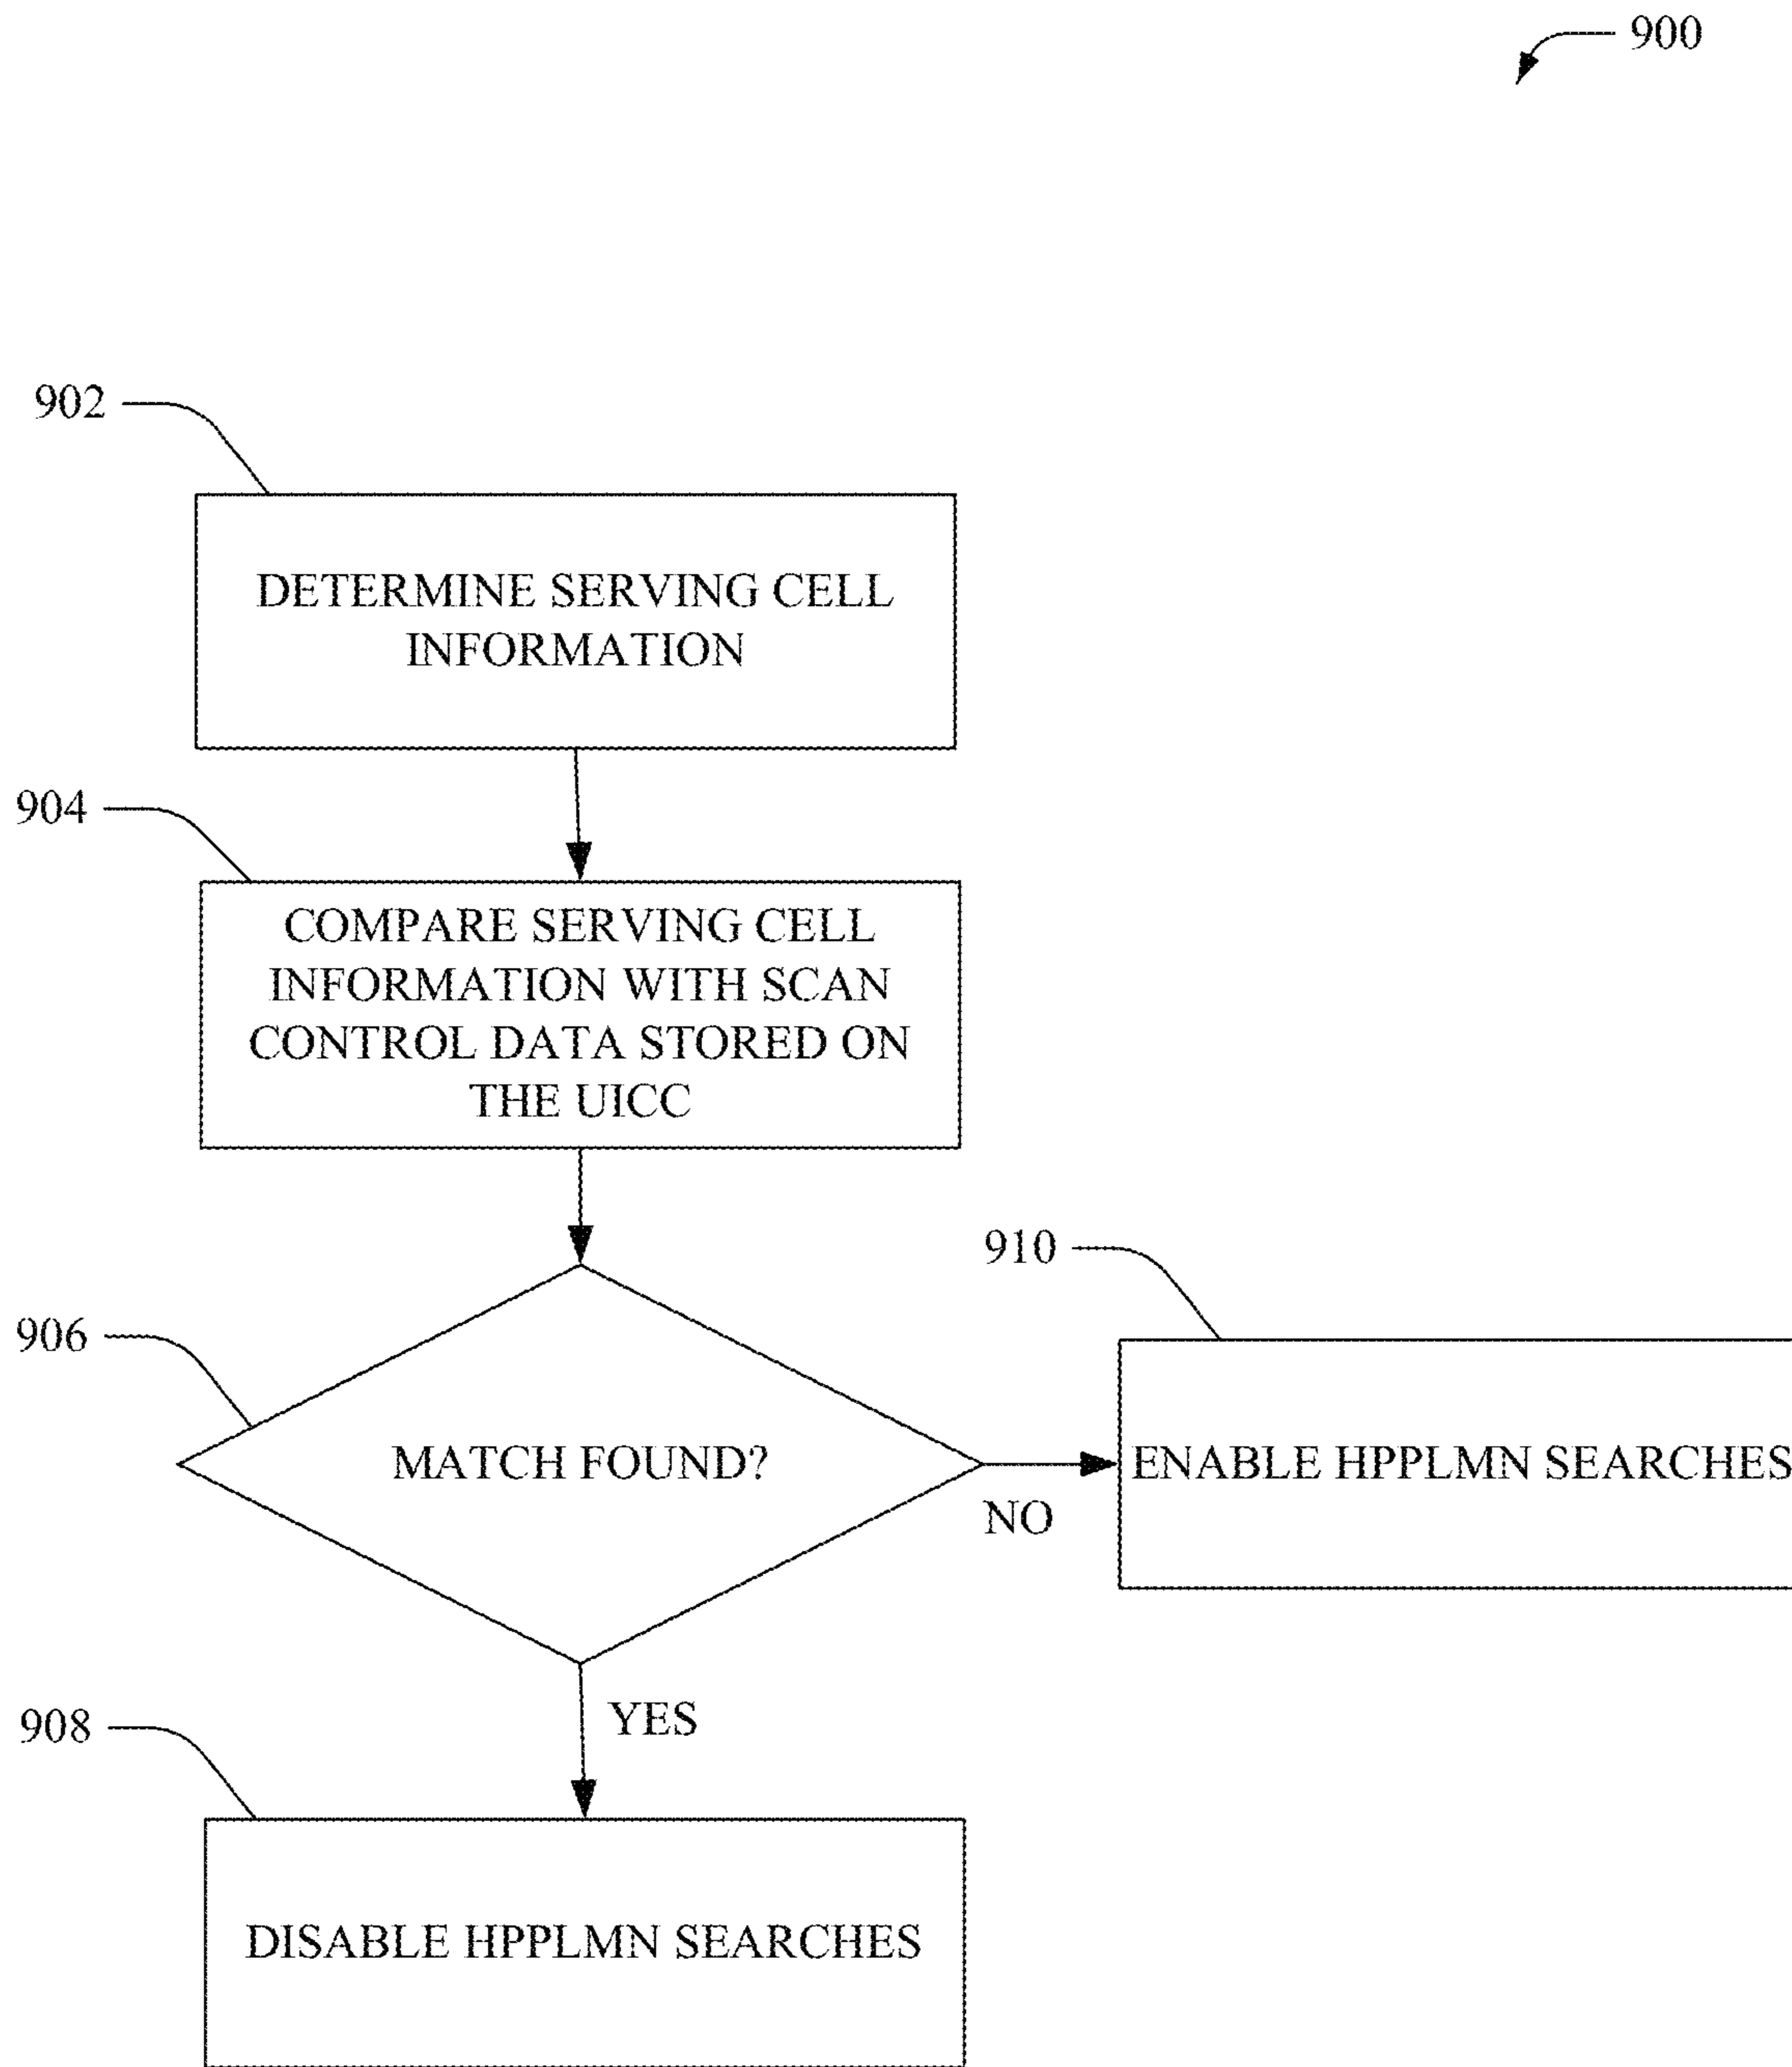 900
902
DETERMINE SERVING CELL
INFORMATION
904
COMPARE SERVING CELL
INFORMATION WITH SCAN
CONTROL DATA STORED ON
THE UICC
906
MATCH FOUND?
910
ENABLE HPPLMN SEARCHES
NO
YES
908
DISABLE HPPLMN SEARCHES